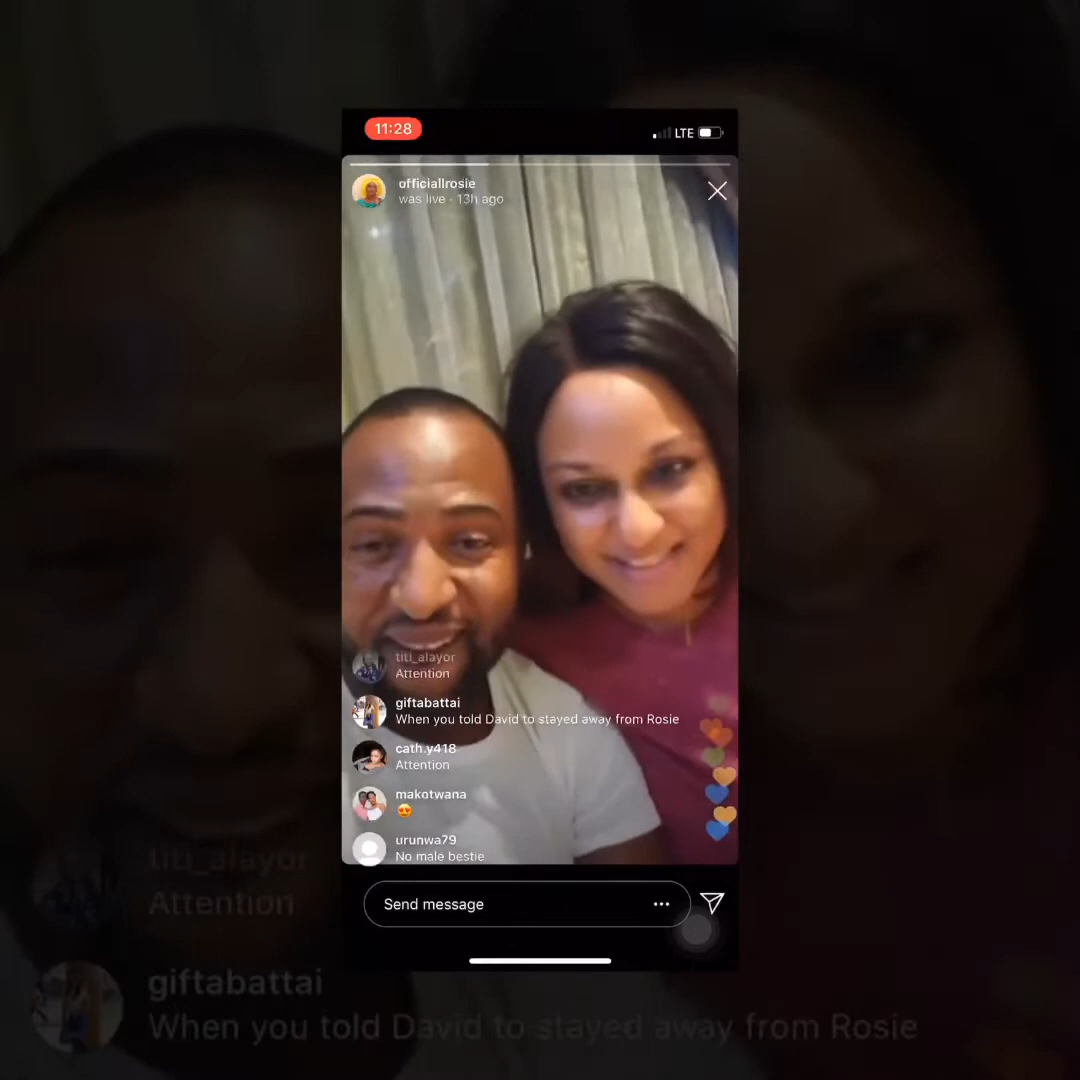 11:28
LTE
officiallrosie
was live · 13h ago
titi_alayor
Attention
giftabattai
When you told David to stayed away from Rosie
cath.y418
Attention
makotwana
😍
urunwa79
No male bestie
Send message
titi_alayor
Attention
giftabattai
When you told David to stayed away from Rosie